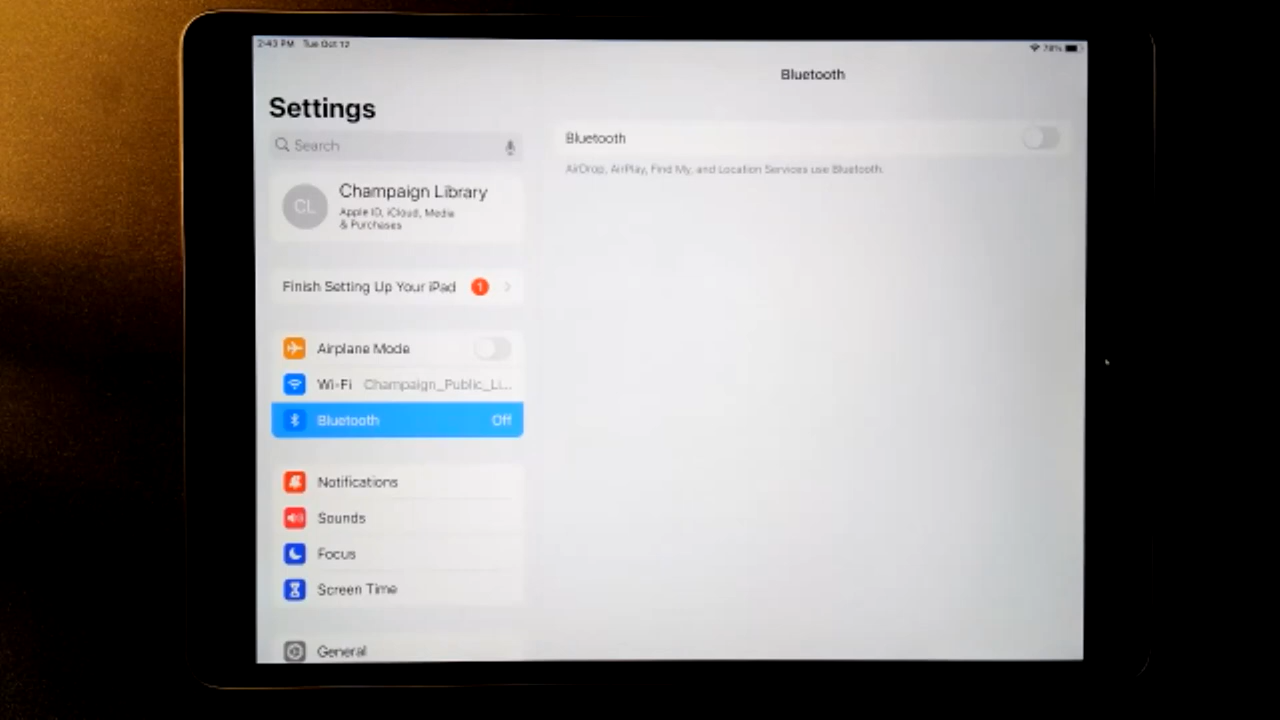 2:43 PM Tue Oct 12
78%
Bluetooth
Settings
Search
Bluetooth
AirDrop, AirPlay, Find My, and Location Services use Bluetooth.
CL
Champaign Library
Apple ID, iCloud, Media
& Purchases
Finish Setting Up Your iPad 1
Airplane Mode
Wi-Fi Champaign_Public_Li...
Bluetooth Off
Notifications
Sounds
Focus
Screen Time
General